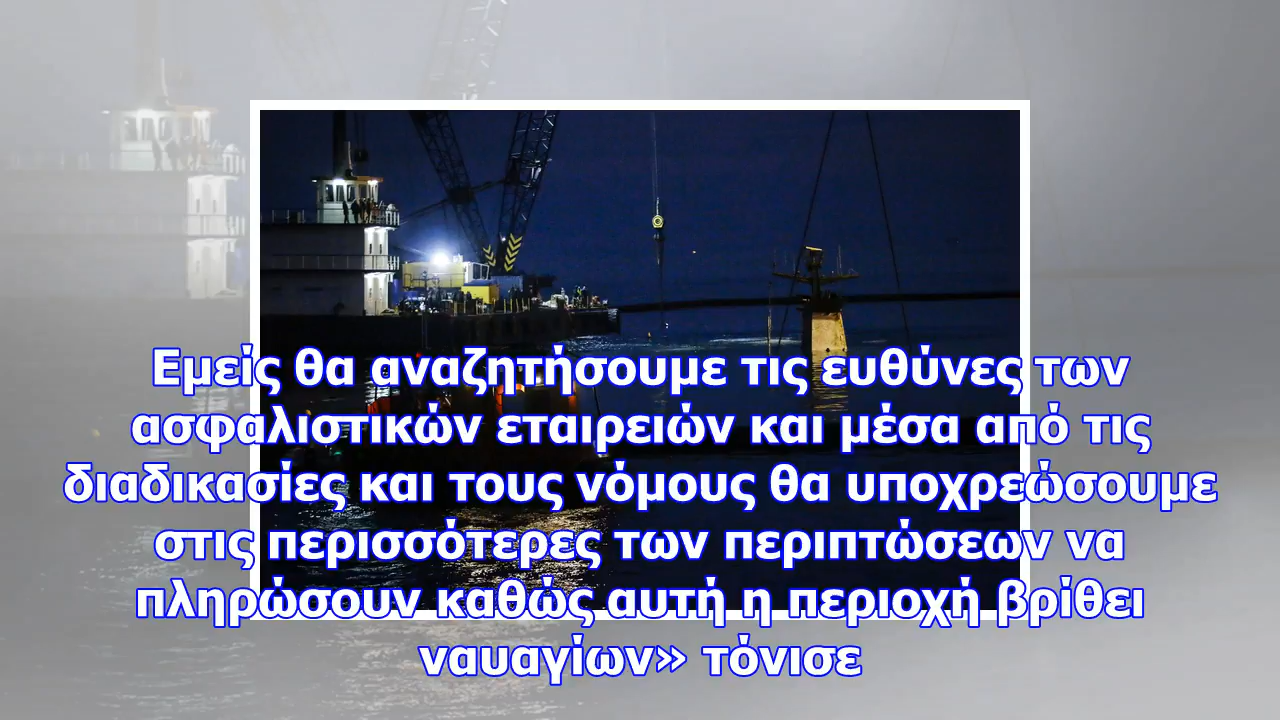 Εμείς θα αναζητήσουμε τις ευθύνες των
ασφαλιστικών εταιρειών και μέσα από τις
διαδικασίες και τους νόμους θα υποχρεώσουμε
στις περισσότερες των περιπτώσεων να
πληρώσουν καθώς αυτή η περιοχή βρίθει
ναυαγίων» τόνισε